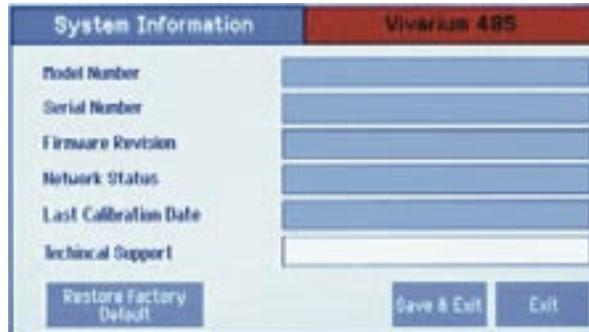 System Information
Vivarium 485
Model Number
Serial Number
Firmware Revision
Network Status
Last Calibration Date
Techincal Support
Restore Factory
Default
Save & Exit
Exit